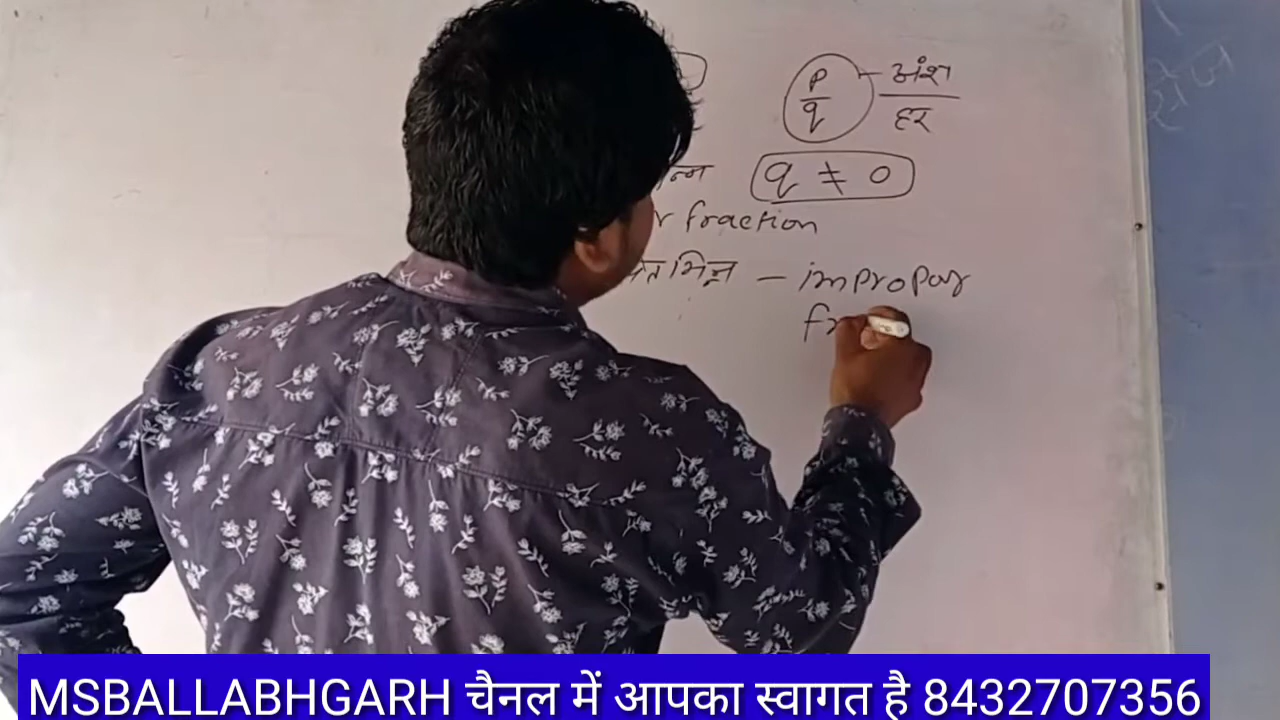 p
q
अंश
हर
q ≠ 0
fraction
भिन्न — impropar
fr
MSBALLABHGARH चैनल में आपका स्वागत है 8432707356